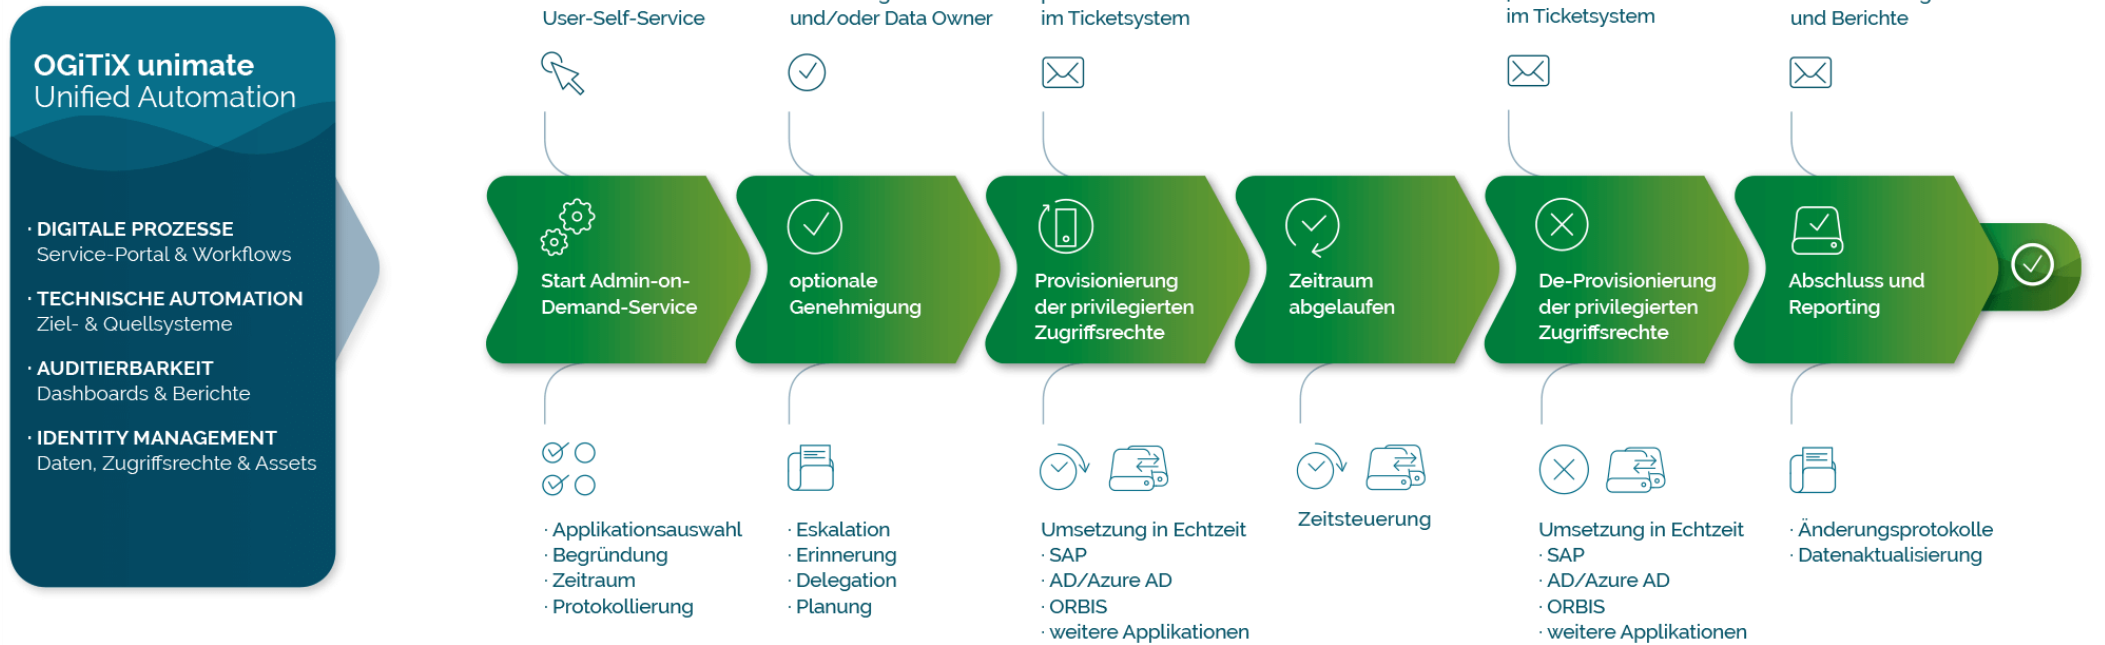 OGiTiX unimate
Unified Automation
· DIGITALE PROZESSE
Service-Portal & Workflows
· TECHNISCHE AUTOMATION
Ziel- & Quellsysteme
· AUDITIERBARKEIT
Dashboards & Berichte
· IDENTITY MANAGEMENT
Daten, Zugriffsrechte & Assets
User-Self-Service
und/oder Data Owner
im Ticketsystem
im Ticketsystem
und Berichte
Start Admin-on-
Demand-Service
optionale
Genehmigung
Provisionierung
der privilegierten
Zugriffsrechte
Zeitraum
abgelaufen
De-Provisionierung
der privilegierten
Zugriffsrechte
Abschluss und
Reporting
· Applikationsauswahl
· Begründung
· Zeitraum
· Protokollierung
· Eskalation
· Erinnerung
· Delegation
· Planung
Umsetzung in Echtzeit
· SAP
· AD/Azure AD
· ORBIS
· weitere Applikationen
Zeitsteuerung
Umsetzung in Echtzeit
· SAP
· AD/Azure AD
· ORBIS
· weitere Applikationen
· Änderungsprotokolle
· Datenaktualisierung